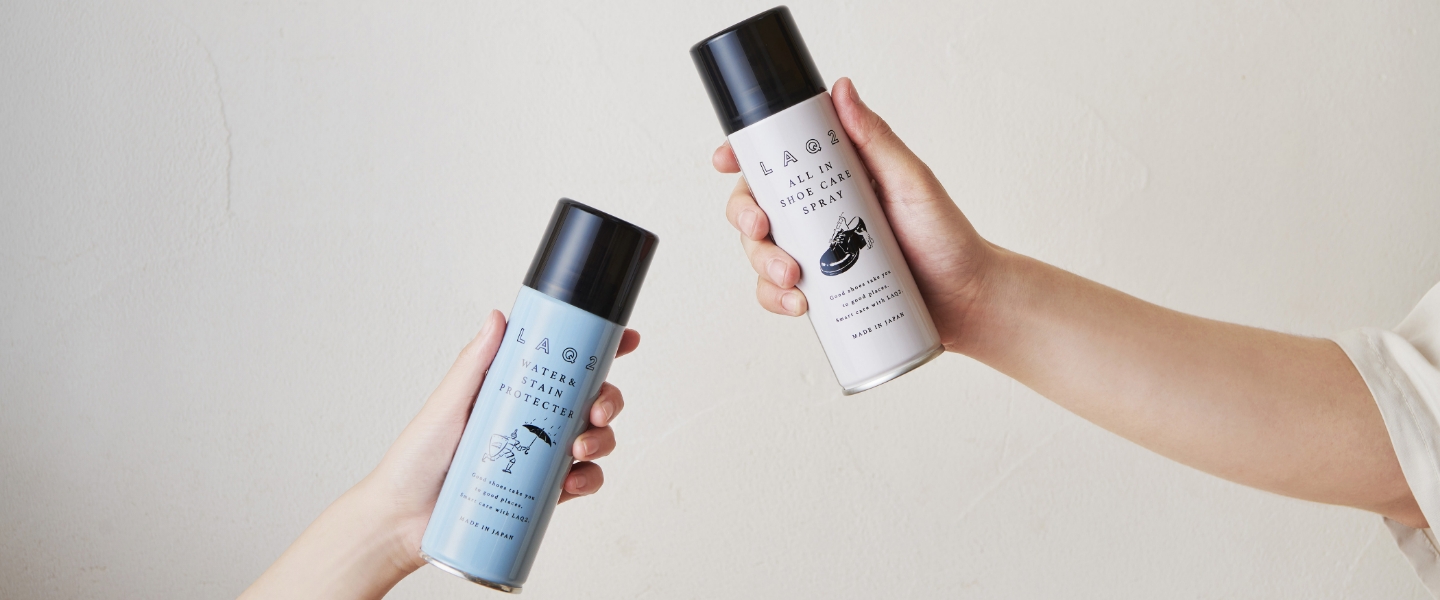 LAQ2
WATER&
STAIN
PROTECTER
Good shoes take you
to good places.
Smart care with LAQ2.
MADE IN JAPAN
LAQ2
ALL IN
SHOE CARE
SPRAY
Good shoes take you
to good places.
Smart care with LAQ2.
MADE IN JAPAN